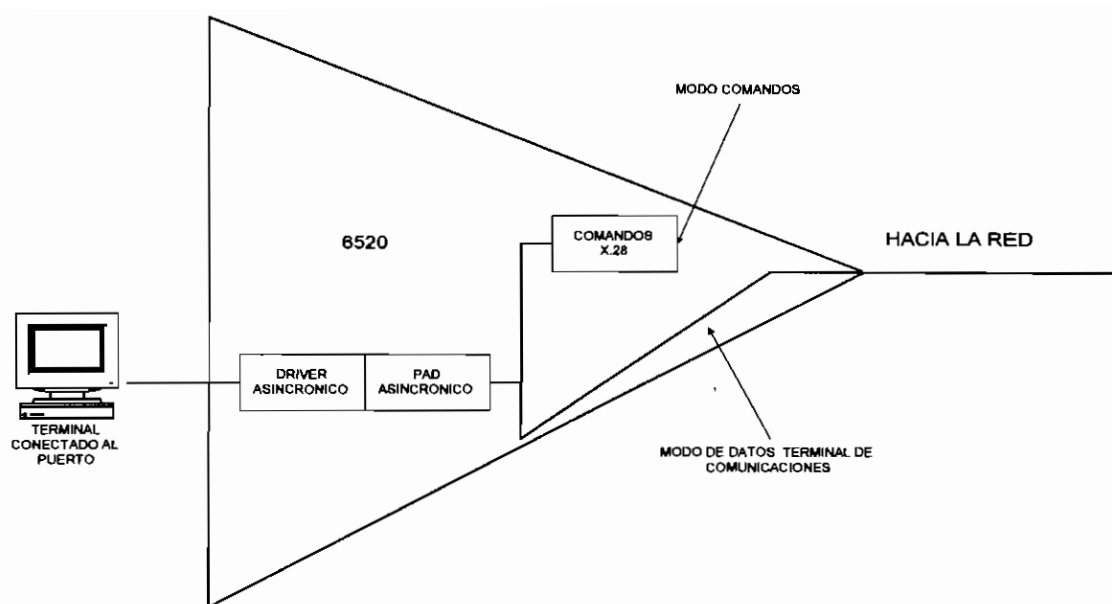 MODO COMANDOS
6520
COMANDOS
X.28
HACIA LA RED
DRIVER
ASINCRONICO
PAD
ASINCRONICO
TERMINAL
CONECTADO AL
PUERTO
MODO DE DATOS TERMINAL DE
COMUNICACIONES